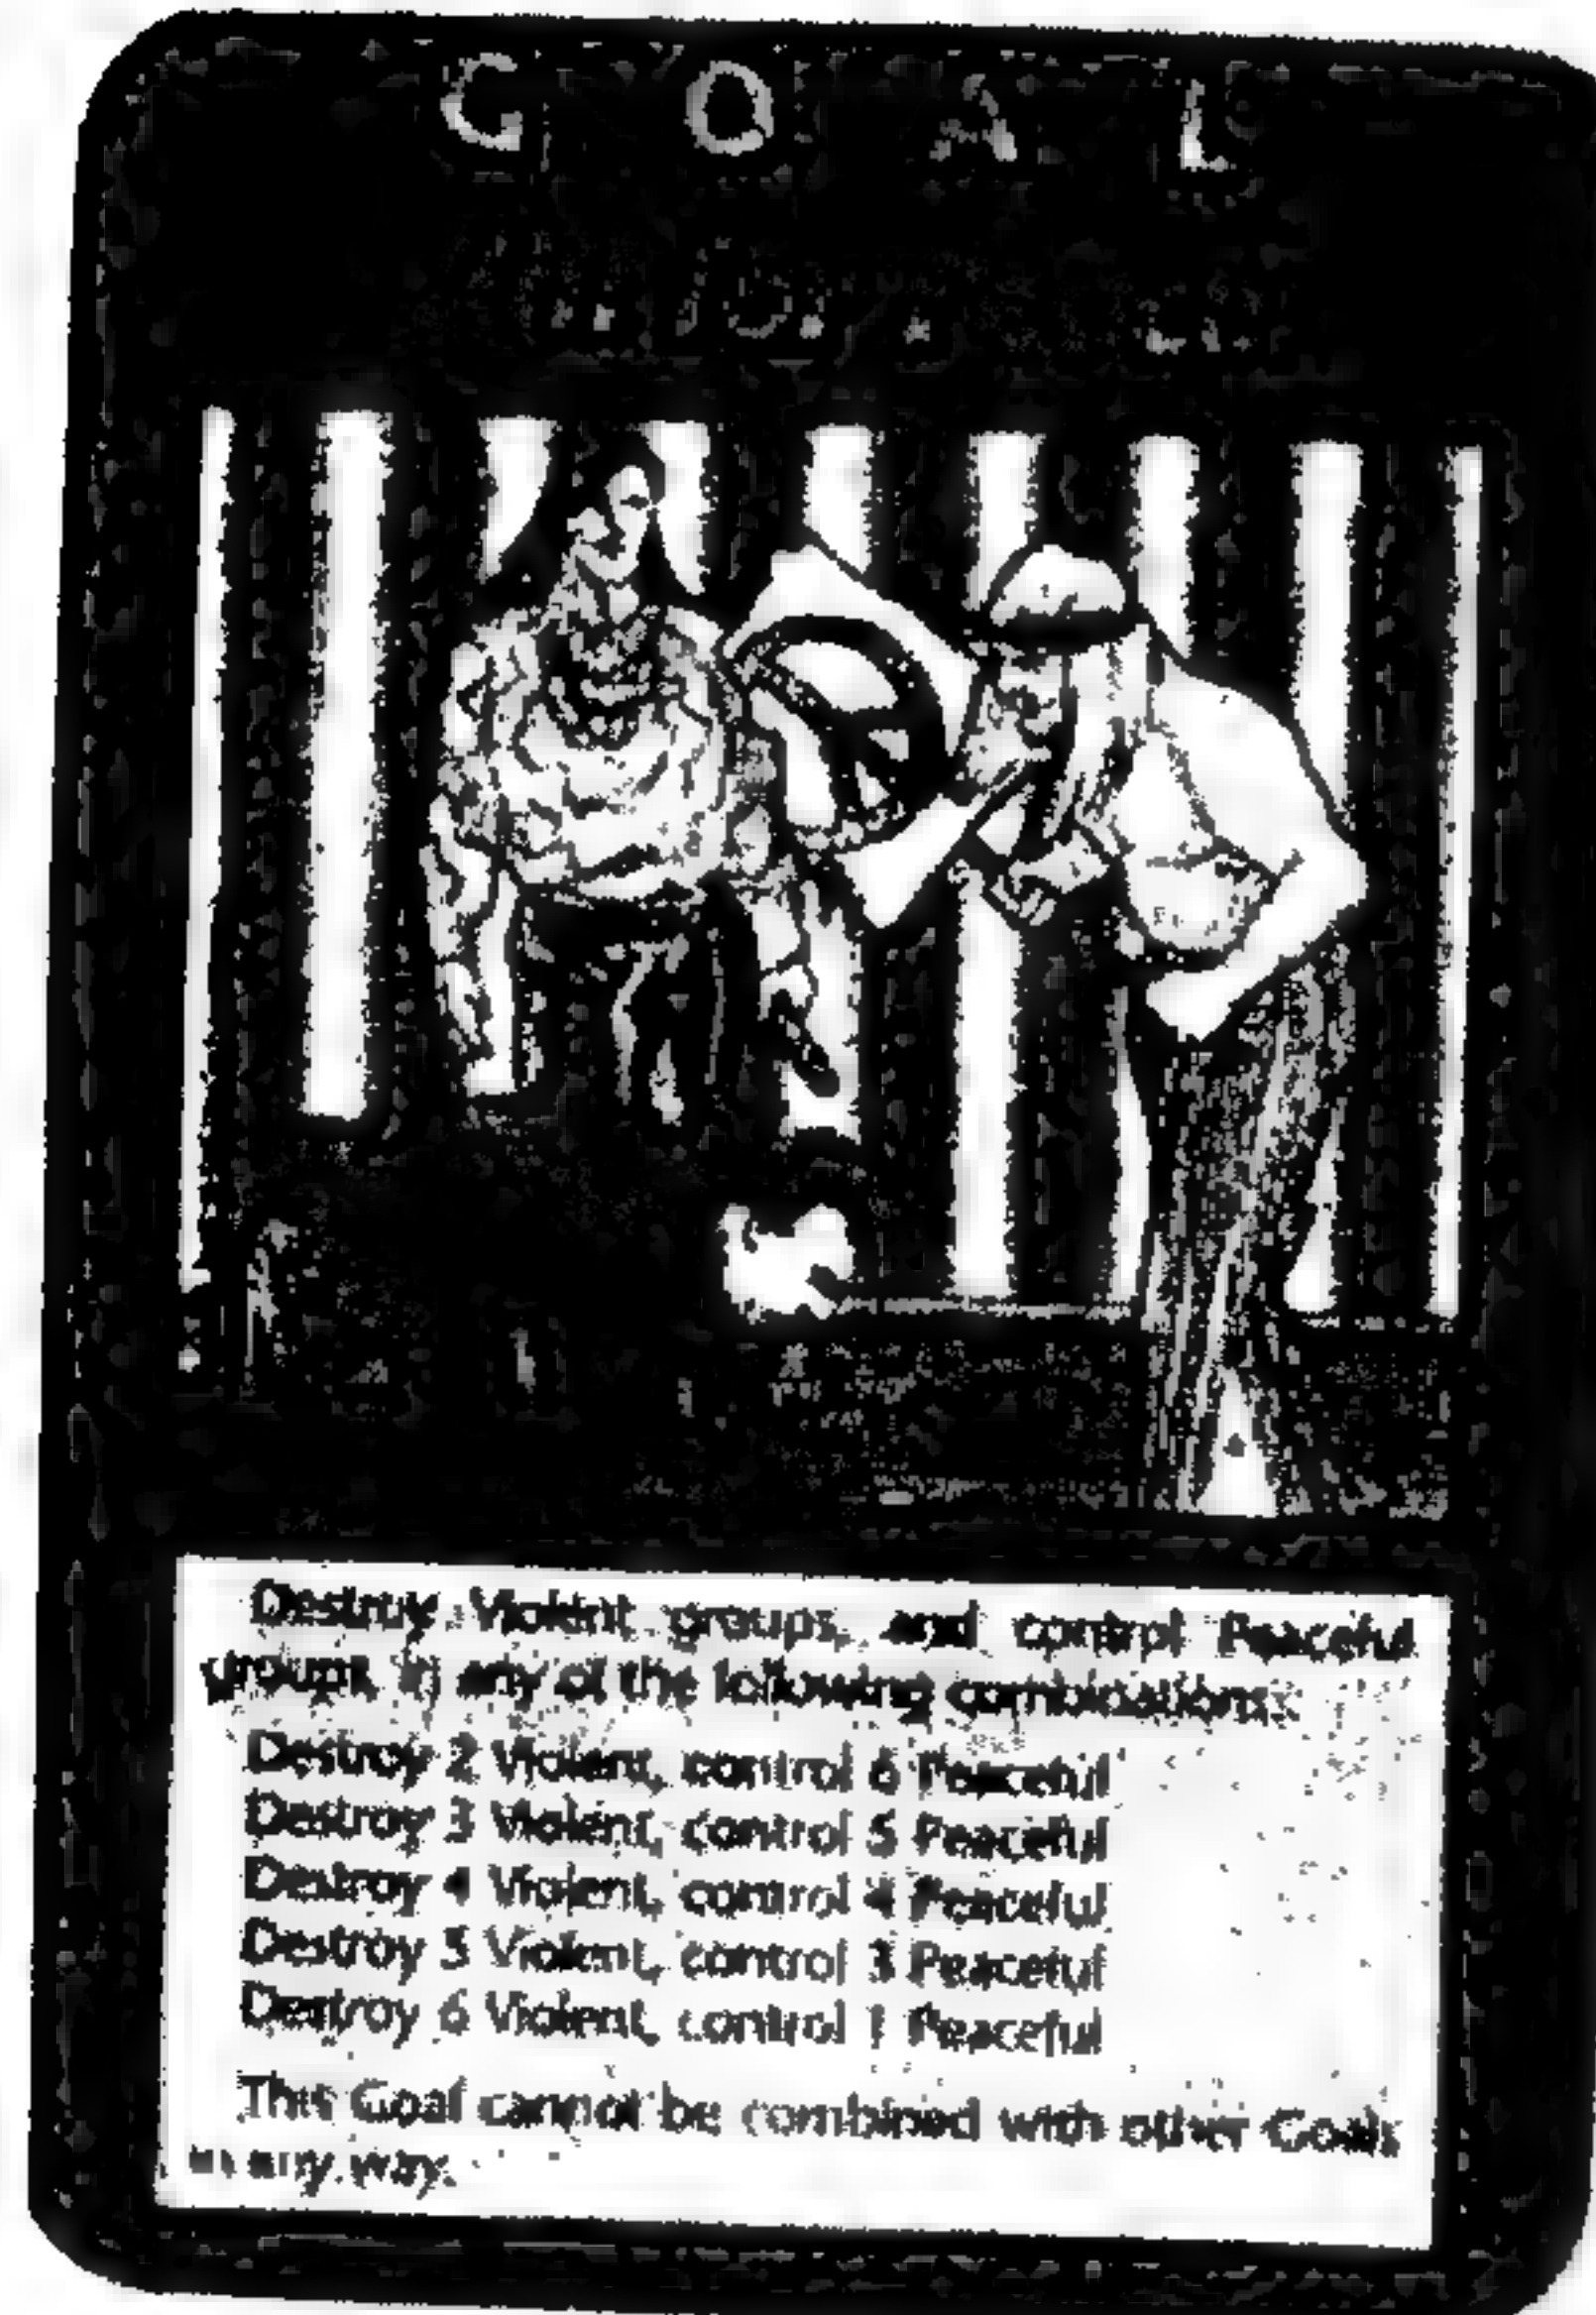 GOAL
Destroy Violent groups, and control Peaceful
groups, in any of the following combinations:
Destroy 2 Violent, control 6 Peaceful
Destroy 3 Violent, control 5 Peaceful
Destroy 4 Violent, control 4 Peaceful
Destroy 5 Violent, control 3 Peaceful
Destroy 6 Violent, control 1 Peaceful
This Goal cannot be combined with other Goals
in any way.